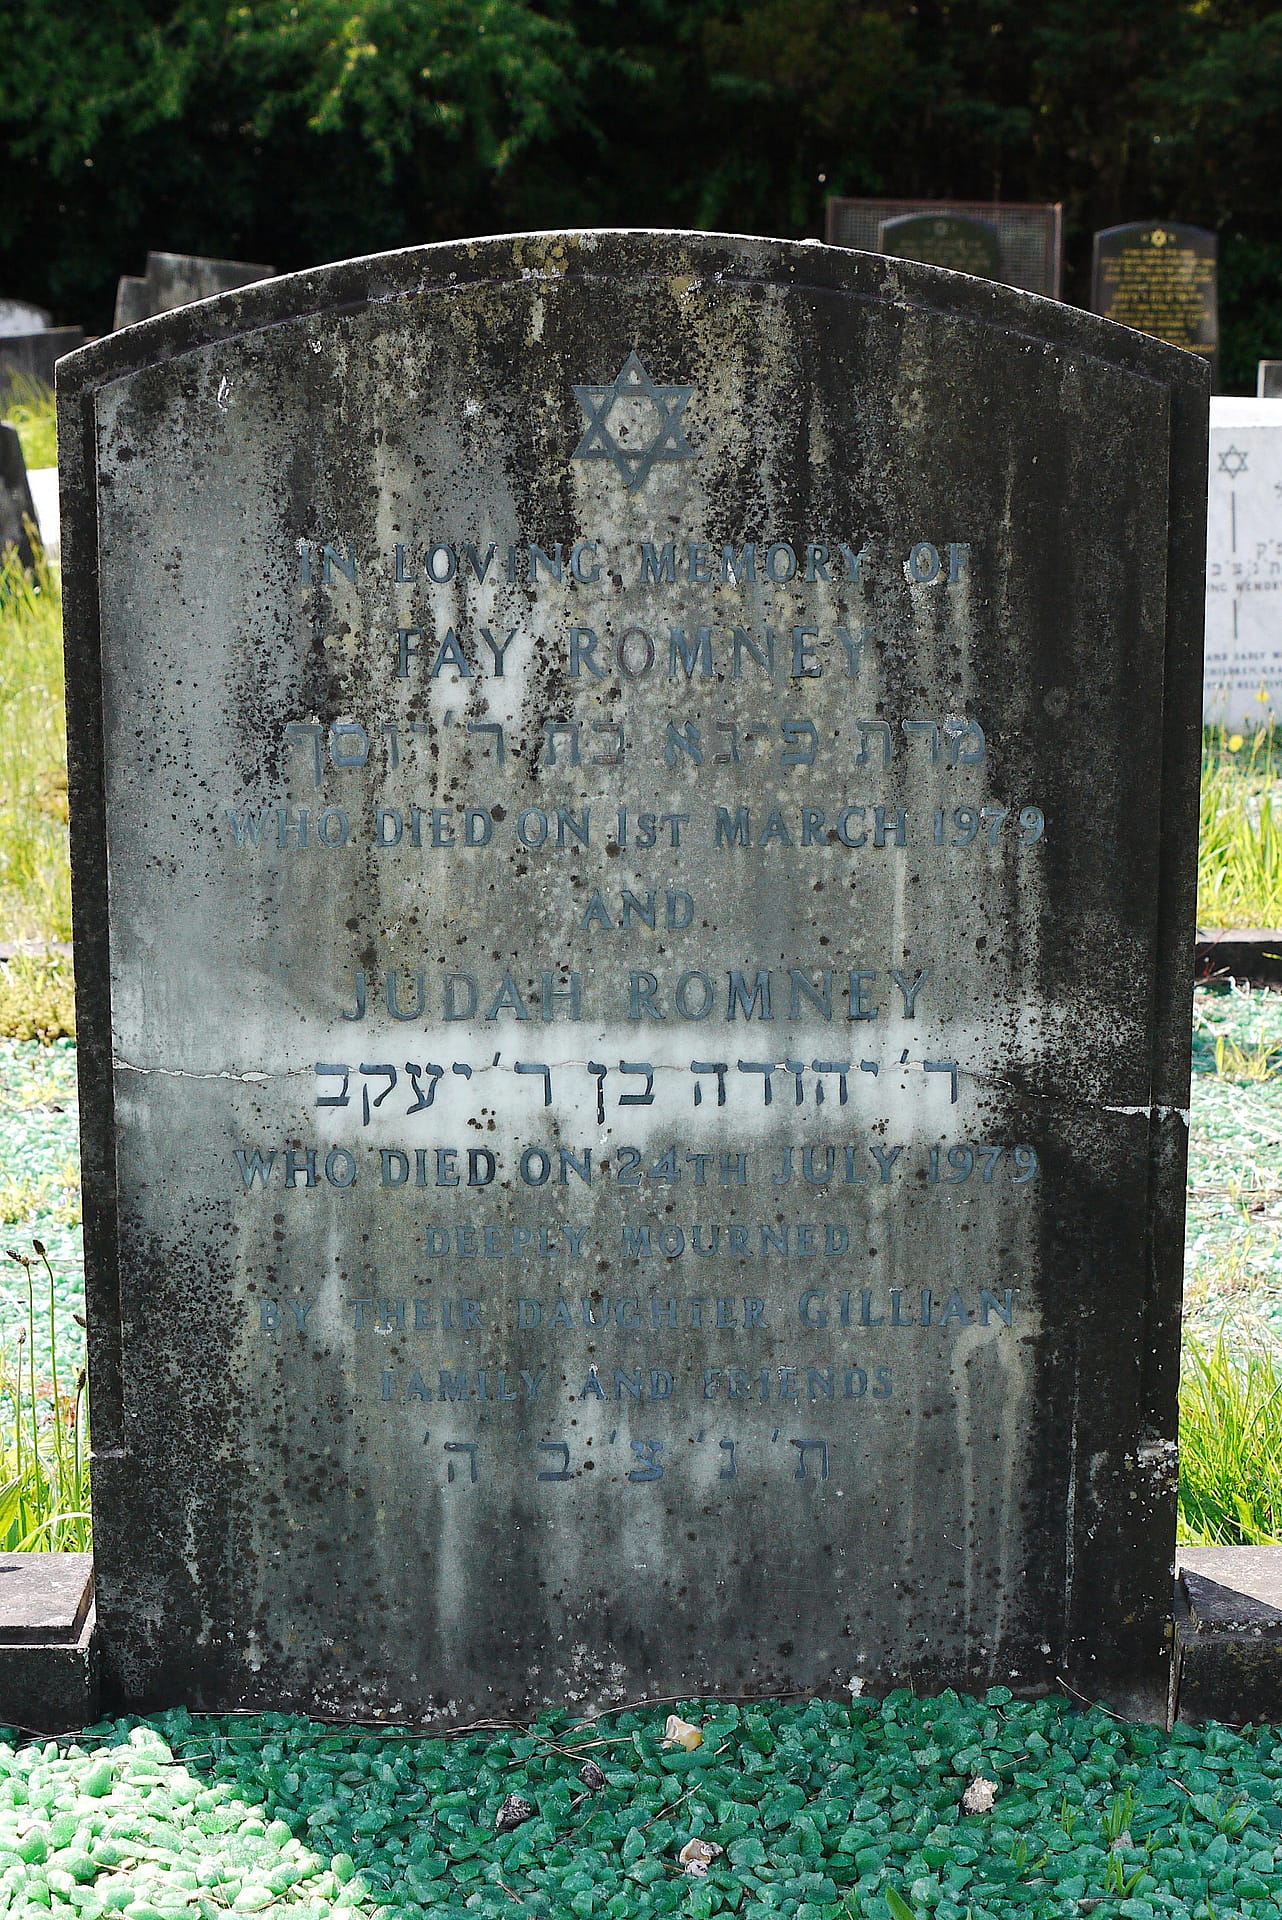 IN LOVING MEMORY OF
FAY ROMNEY
מרת פיגא בת ר' יוסף
WHO DIED ON 1ST MARCH 1979
AND
JUDAH ROMNEY
ר' יהודה בן ר' יעקב
WHO DIED ON 24TH JULY 1979
DEEPLY MOURNED
BY THEIR DAUGHTER GILLIAN
FAMILY AND FRIENDS
ת' נ' צ' ב' ה'